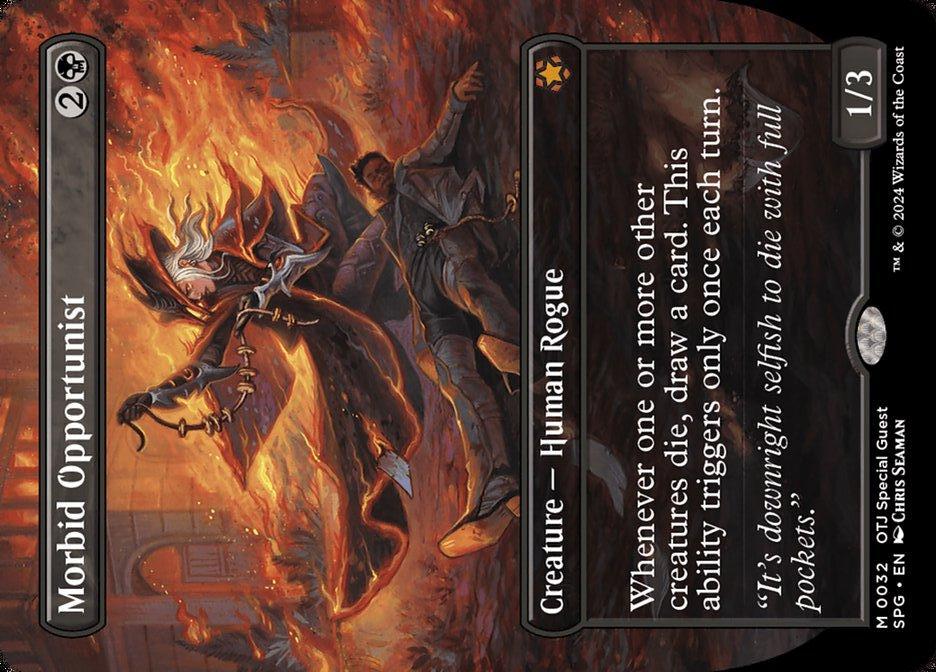 Morbid Opportunist
2
Creature — Human Rogue
Whenever one or more other
creatures die, draw a card. This
ability triggers only once each turn.
“It’s downright selfish to die with full
pockets.”
1/3
M 0032 OTJ Special Guest
SPG • EN Chris Seaman
™ & © 2024 Wizards of the Coast